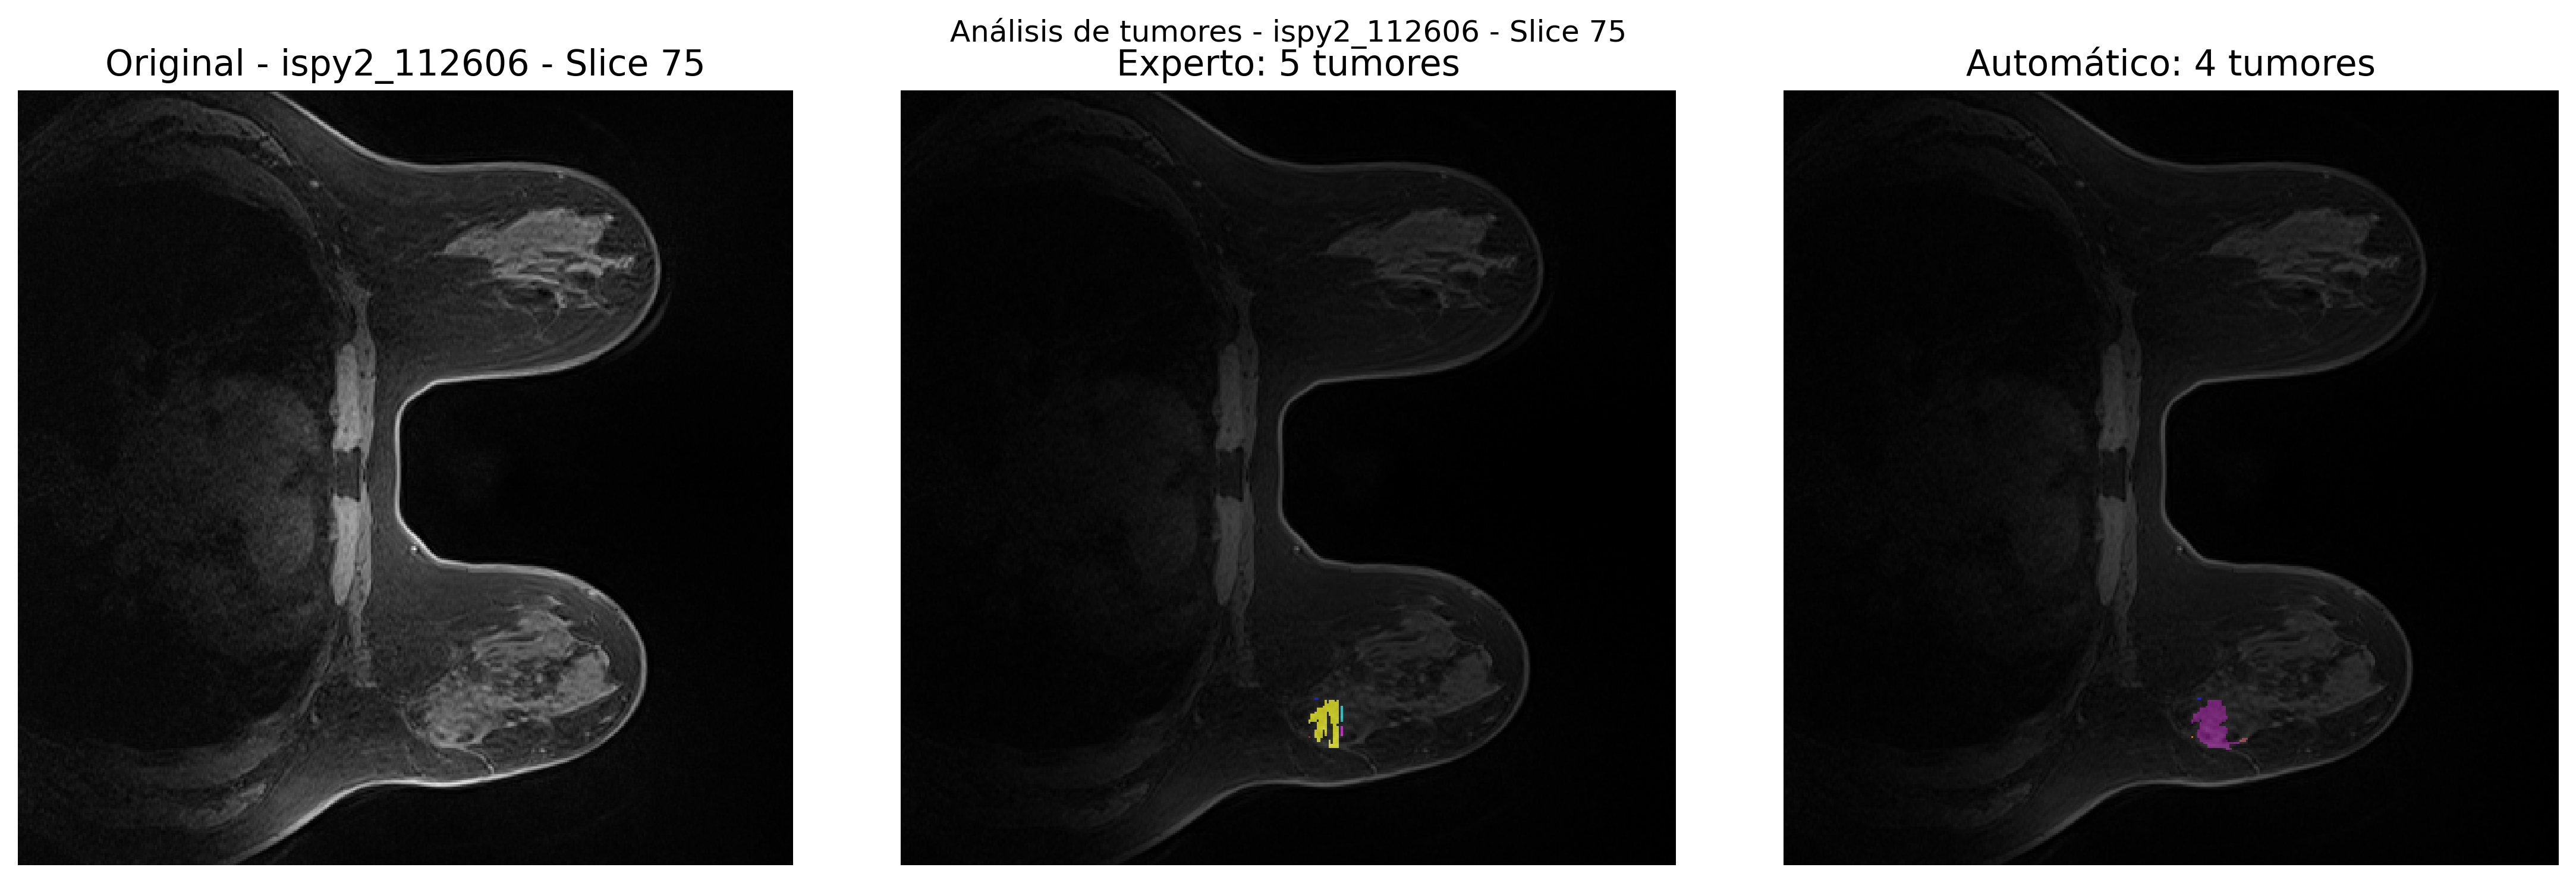 Análisis de tumores - ispy2_112606 - Slice 75
Original - ispy2_112606 - Slice 75
Experto: 5 tumores
Automático: 4 tumores